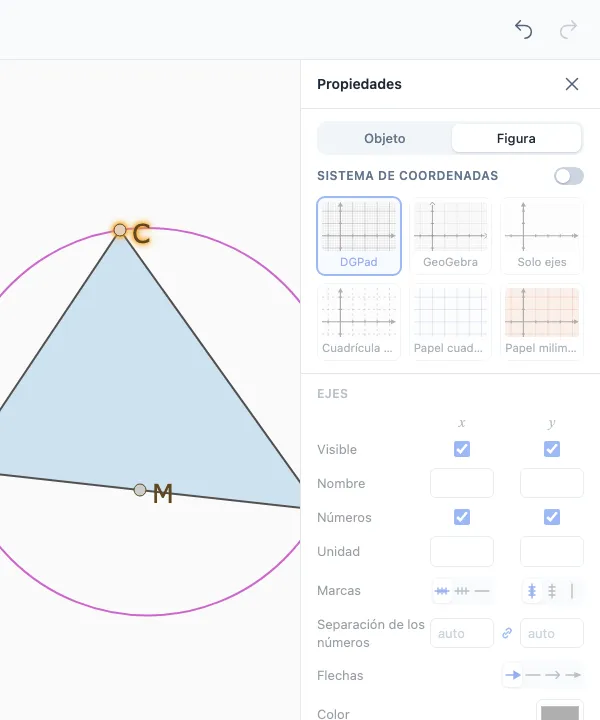 Propiedades
Objeto Figura
SISTEMA DE COORDENADAS
DGPad GeoGebra Solo ejes
Cuadrícula ... Papel cuad... Papel milim...
C
EJES
x y
Visible
Nombre
M
Números
Unidad
Marcas
Separación de los números auto auto
Flechas
Color